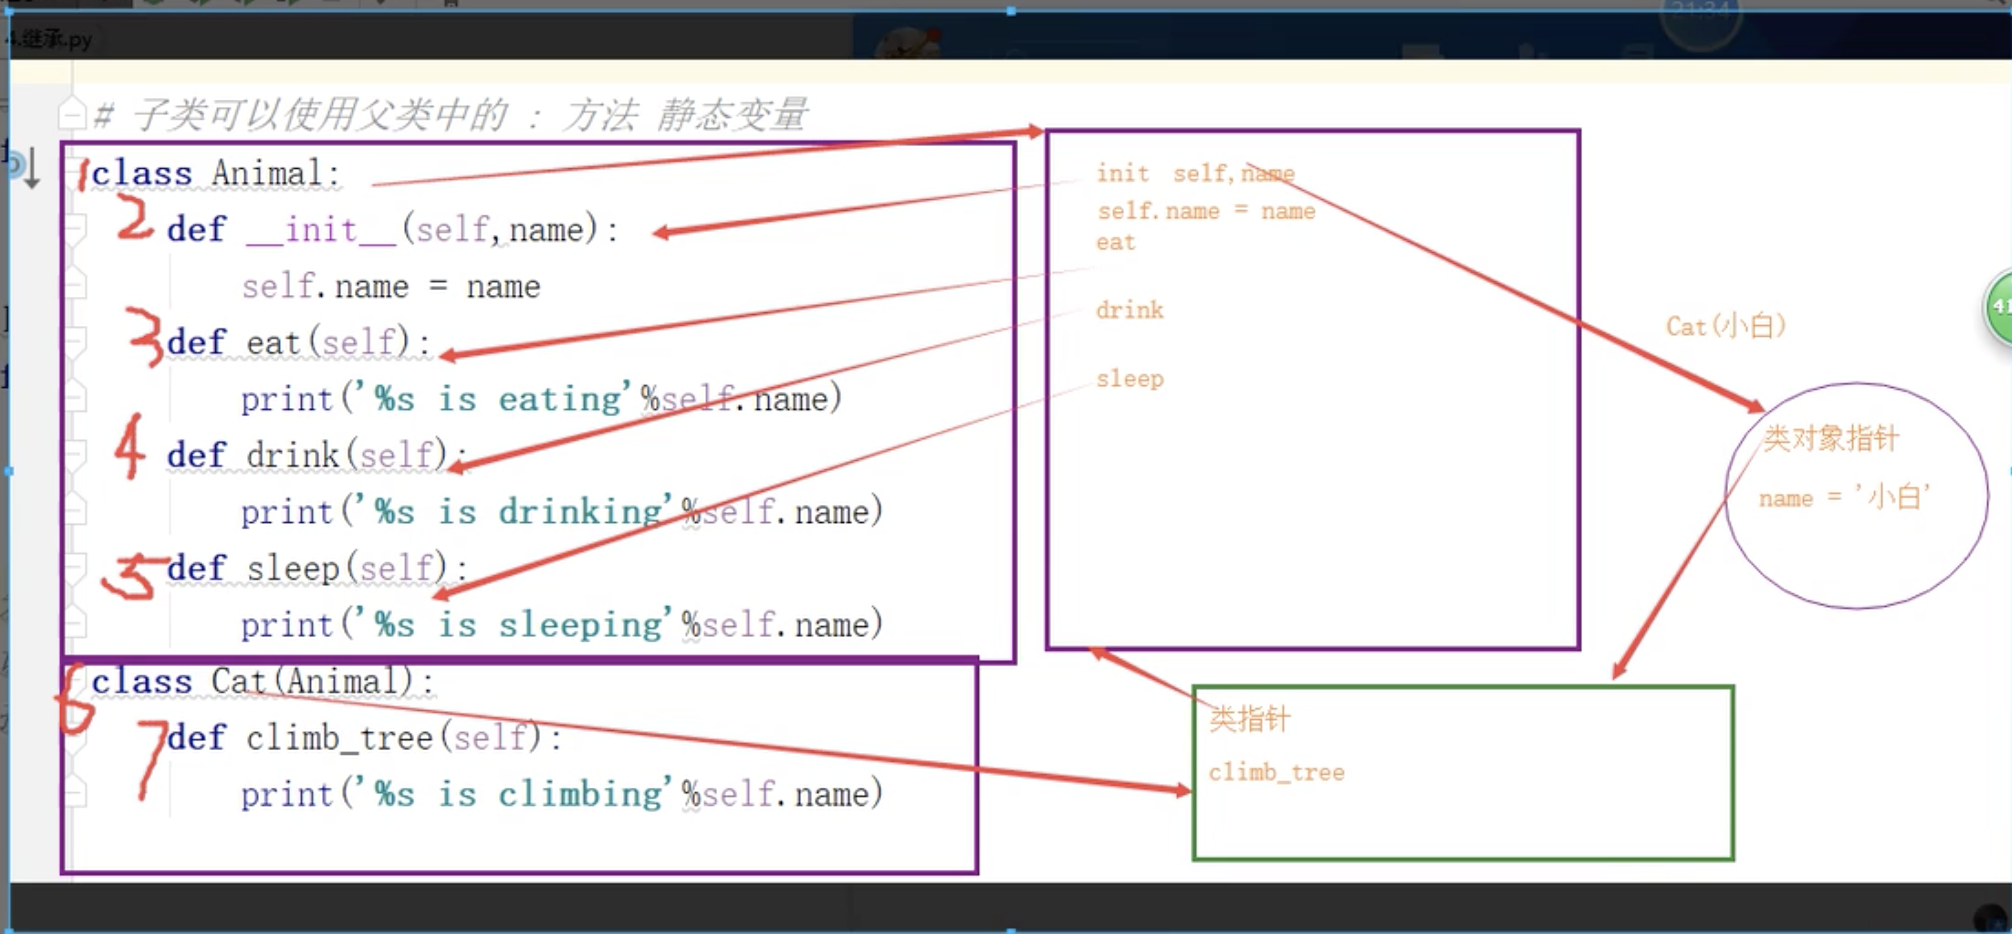 4.继承.py
21:34
# 子类可以使用父类中的 : 方法 静态变量
1class Animal:
2 def __init__(self,name):
self.name = name
3 def eat(self):
print('%s is eating'%self.name)
4 def drink(self):
print('%s is drinking'%self.name)
5 def sleep(self):
print('%s is sleeping'%self.name)
6 class Cat(Animal):
7 def climb_tree(self):
print('%s is climbing'%self.name)
init self,name
self.name = name
eat
drink
sleep
Cat(小白)
41
类对象指针
name = '小白'
类指针
climb_tree